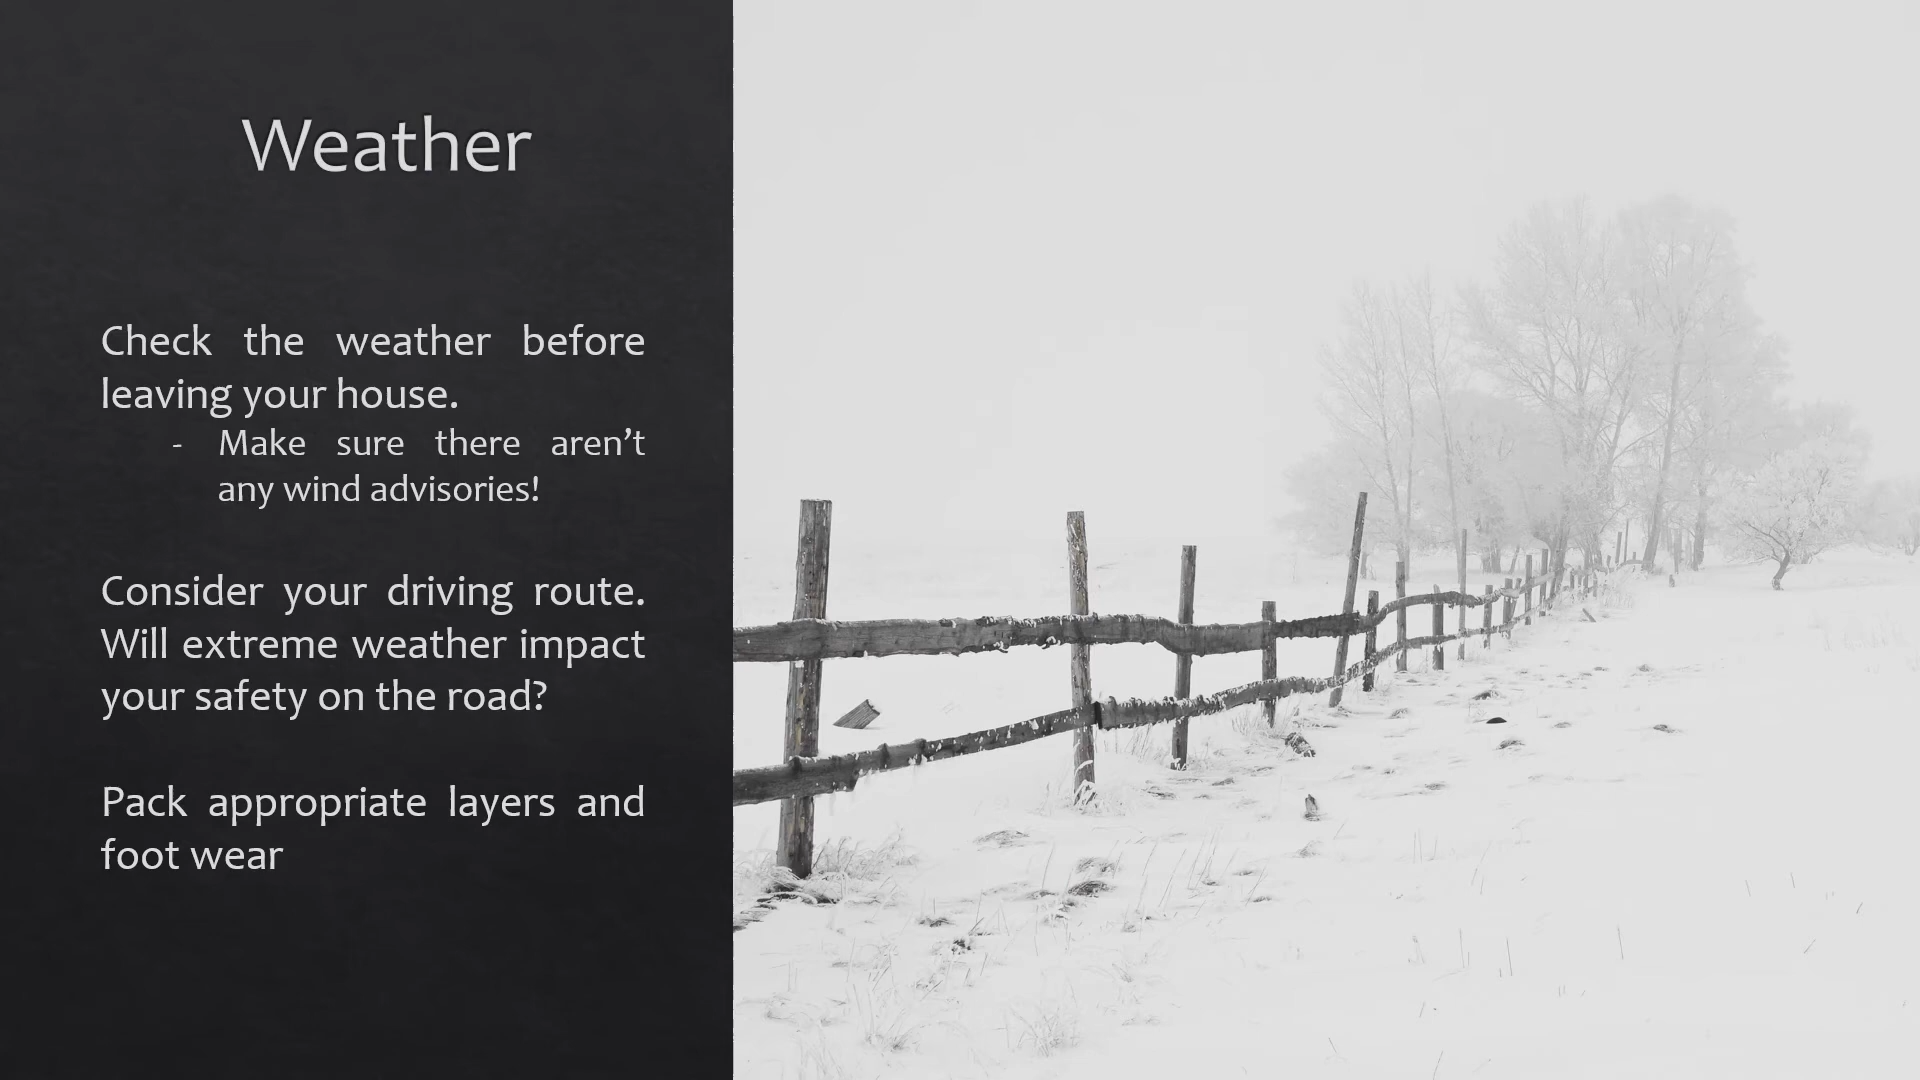 Weather
Check the weather before
leaving your house.
- Make sure there aren’t
any wind advisories!
Consider your driving route.
Will extreme weather impact
your safety on the road?
Pack appropriate layers and
foot wear